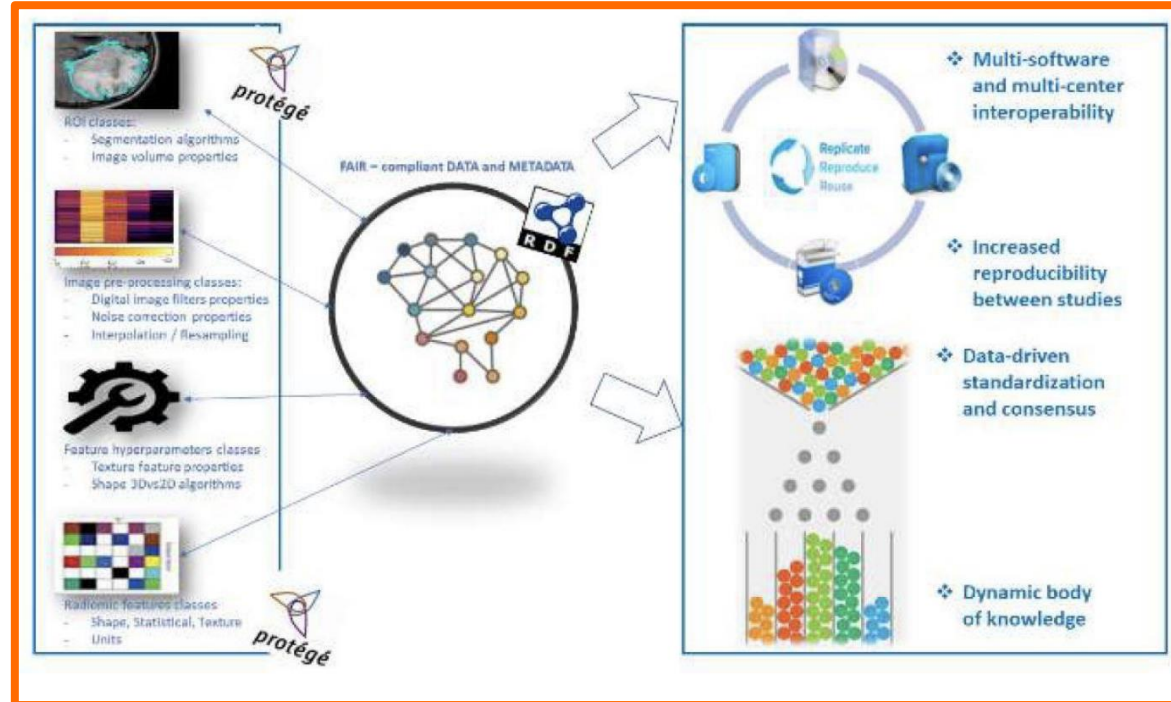 protégé
ROI classes:
- Segmentation algorithms
- Image volume properties
Image pre-processing classes:
- Digital image filters properties
- Noise correction properties
- Interpolation / Resampling
Feature hyperparameters classes
- Texture feature properties
- Shape 3Dvs2D algorithms
Radiomic features classes
- Shape, Statistical, Texture
- Units
protégé
FAIR – compliant DATA and METADATA
RDF
Replicate
Reproduce
Reuse
❖ Multi-software
and multi-center
interoperability
❖ Increased
reproducibility
between studies
❖ Data-driven
standardization
and consensus
❖ Dynamic body
of knowledge